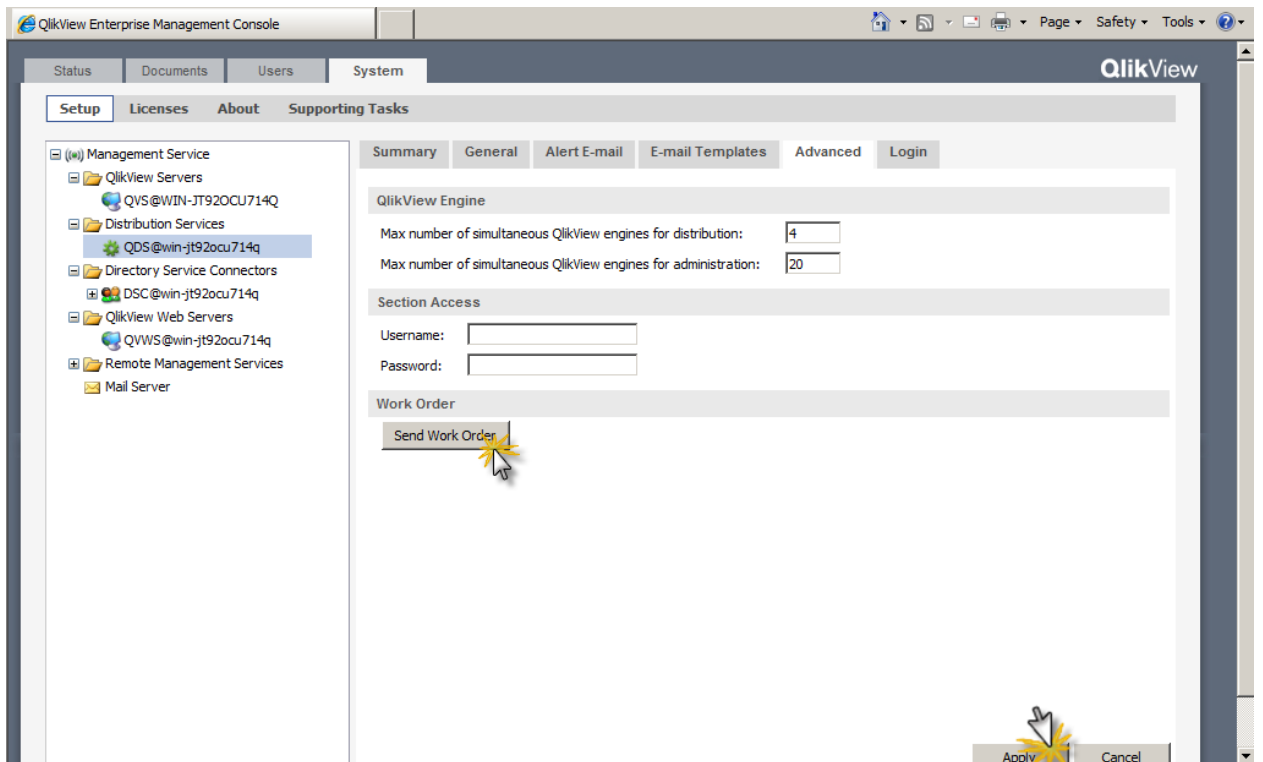 QlikView Enterprise Management Console
Page Safety Tools
Status Documents Users System QlikView
Setup Licenses About Supporting Tasks
Management Service
QlikView Servers
QVS@WIN-JT92OCU714Q
Distribution Services
QDS@win-jt92ocu714q
Directory Service Connectors
DSC@win-jt92ocu714q
QlikView Web Servers
QVWS@win-jt92ocu714q
Remote Management Services
Mail Server
Summary General Alert E-mail E-mail Templates Advanced Login
QlikView Engine
Max number of simultaneous QlikView engines for distribution: 4
Max number of simultaneous QlikView engines for administration: 20
Section Access
Username:
Password:
Work Order
Send Work Order
Apply Cancel